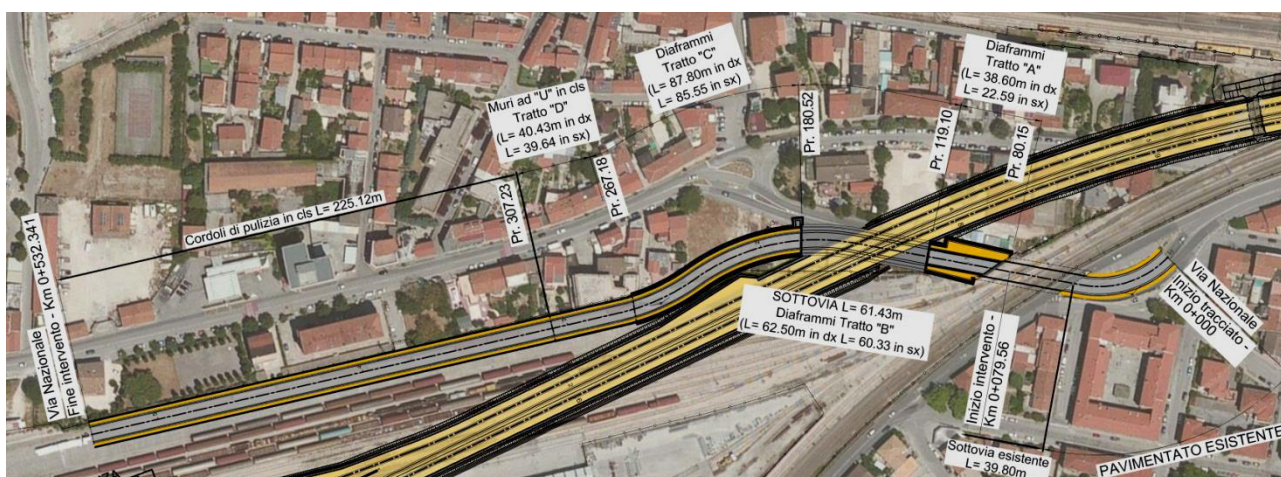 Via Nazionale
Fine intervento - Km 0+532.341
Cordoli di pulizia in cls L= 225.12m
Pr. 307.23
Muri ad "U" in cls
Tratto "D"
(L= 40.43m in dx
L= 39.64 in sx)
Pr. 267.18
Diaframmi
Tratto "C"
(L= 87.80m in dx
L= 85.55 in sx)
Pr. 180.52
Pr. 119.10
Diaframmi
Tratto "A"
(L= 38.60m in dx
L= 22.59 in sx)
Pr. 80.15
SOTTOVIA L= 61.43m
Diaframmi Tratto "B"
(L= 62.50m in dx L= 60.33 in sx)
Inizio intervento -
Km 0+079.56
Via Nazionale
Inizio tracciato -
Km 0+000
Sottovia esistente
L= 39.80m
PAVIMENTATO ESISTENTE